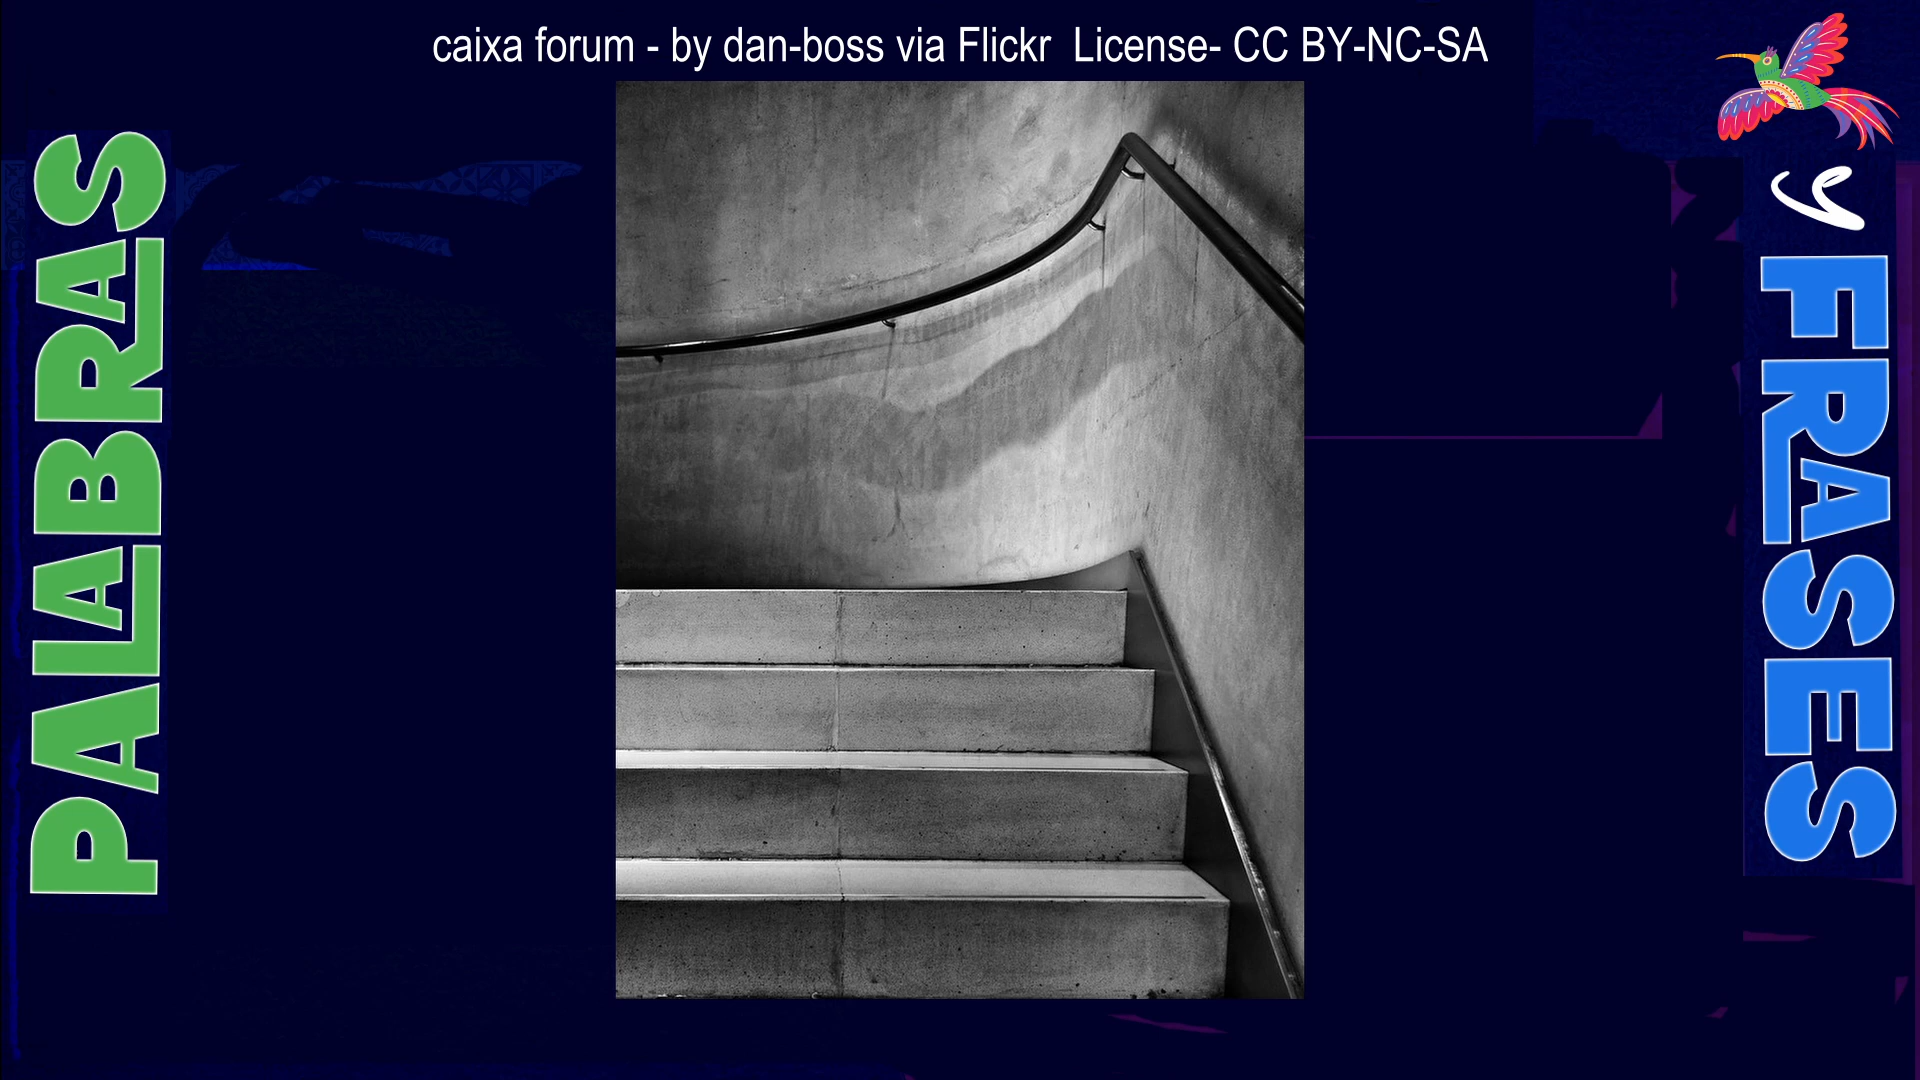 caixa forum - by dan-boss via Flickr  License- CC BY-NC-SA
PALABRAS
y FRASES